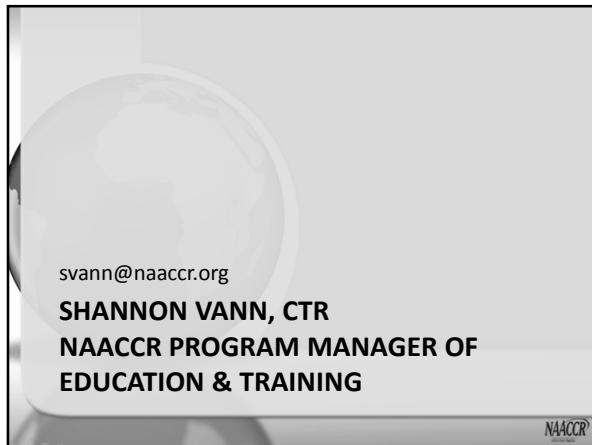 svann@naaccr.org
SHANNON VANN, CTR
NAACCR PROGRAM MANAGER OF
EDUCATION & TRAINING
NAACCR